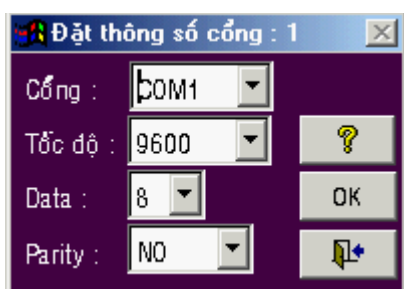 Đặt thông số cổng : 1
Cổng : COM1
Tốc độ : 9600
Data : 8 OK
Parity : NO